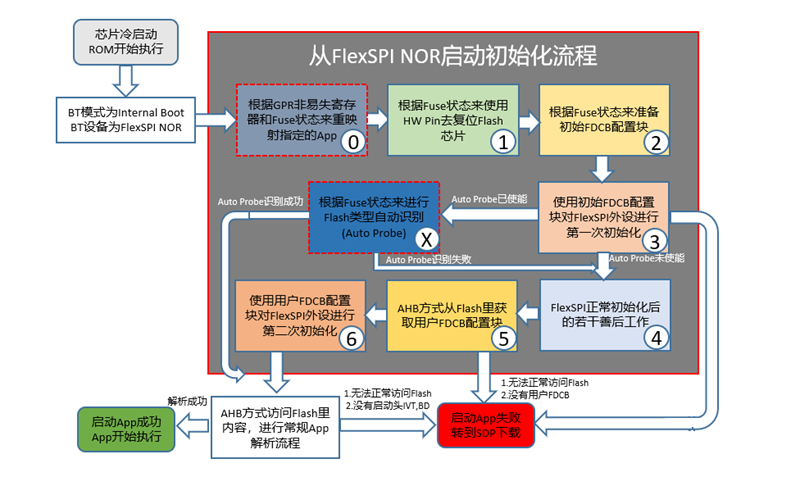 芯片冷启动
ROM开始执行
从FlexSPI NOR启动初始化流程
BT模式为Internal Boot
BT设备为FlexSPI NOR
根据GPR非易失寄存
器和Fuse状态来重映
射指定的App
0
根据Fuse状态来使用
HW Pin去复位Flash
芯片
1
根据Fuse状态来准备
初始FDCB配置块
2
Auto Probe识别成功
根据Fuse状态来进行
Flash类型自动识别
(Auto Probe)
X
Auto Probe已使能
使用初始FDCB配置
块对FlexSPI外设进行
第一次初始化
3
Auto Probe识别失败
Auto Probe未使能
使用用户FDCB配置
块对FlexSPI外设进行
第二次初始化
6
AHB方式从Flash里获
取用户FDCB配置块
5
FlexSPI正常初始化后
的若干善后工作
4
解析成功
1.无法正常访问Flash
2.没有启动头IVT,BD
1.无法正常访问Flash
2.没有用户FDCB
启动App成功
App开始执行
AHB方式访问Flash里
内容，进行常规App
解析流程
启动App失败
转到SDP下载